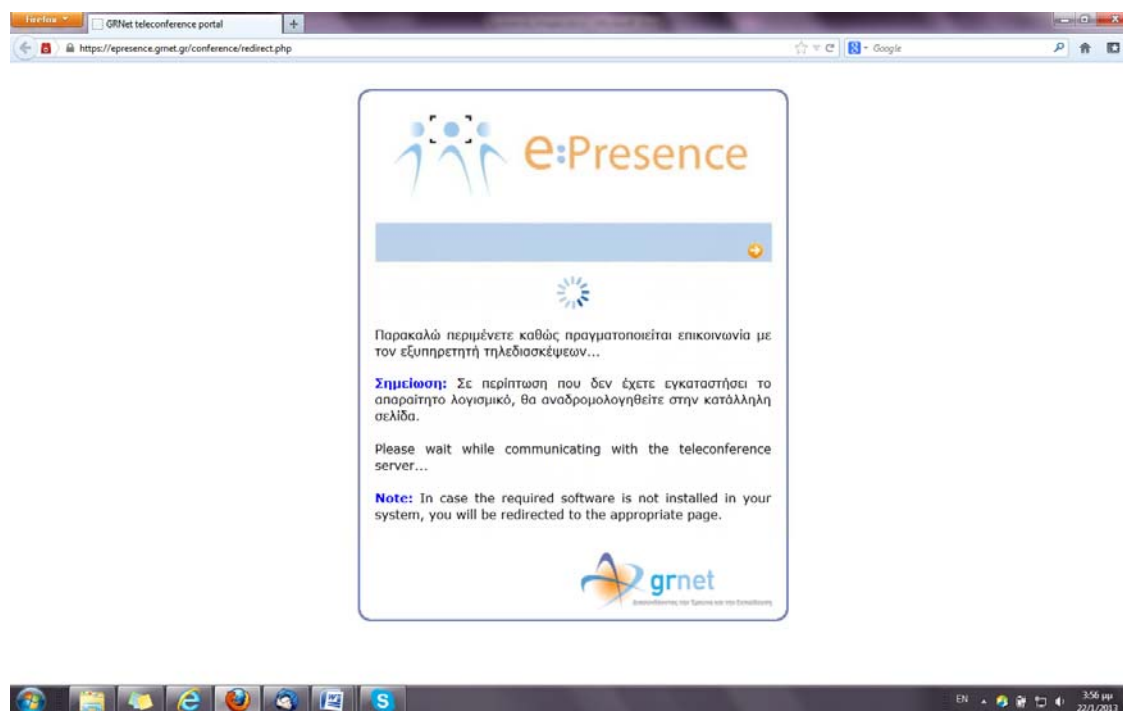 Firefox
GRNet teleconference portal
https://epresence.grnet.gr/conference/redirect.php
Google
e:Presence
Παρακαλώ περιμένετε καθώς πραγματοποιείται επικοινωνία με
τον εξυπηρετητή τηλεδιασκέψεων...
Σημείωση: Σε περίπτωση που δεν έχετε εγκαταστήσει το
απαραίτητο λογισμικό, θα αναδρομολογηθείτε στην κατάλληλη
σελίδα.
Please wait while communicating with the teleconference
server...
Note: In case the required software is not installed in your
system, you will be redirected to the appropriate page.
grnet
EN
3:56 μμ
22/1/2013